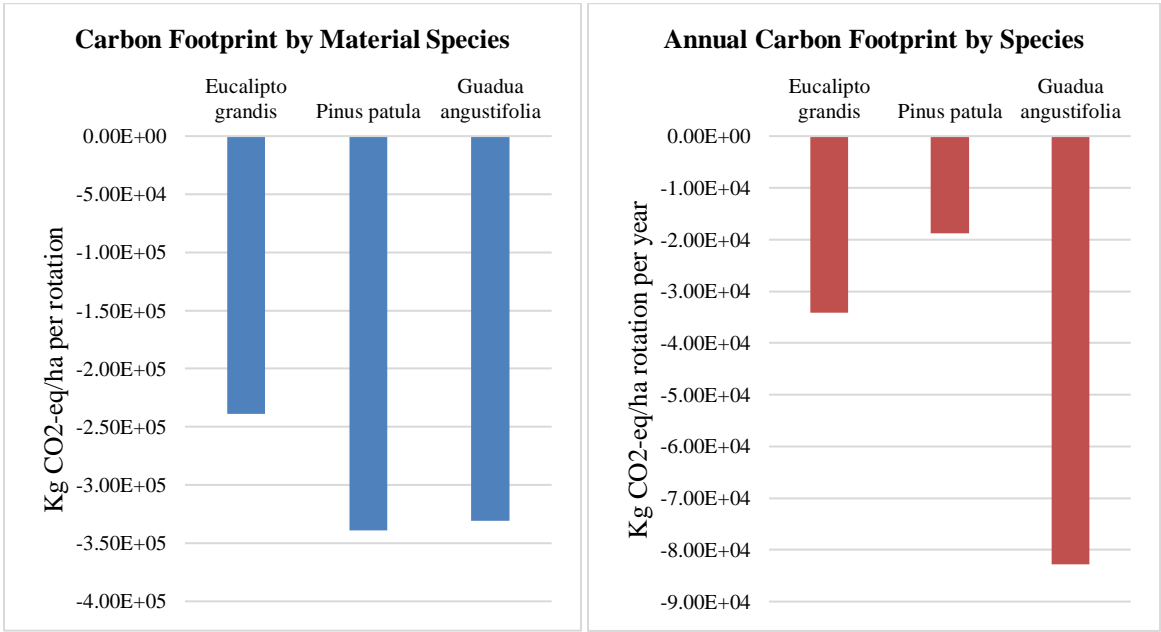 Carbon Footprint by Material Species
Eucalipto
grandis
Pinus patula
Guadua
angustifolia
0.00E+00
-5.00E+04
-1.00E+05
-1.50E+05
-2.00E+05
-2.50E+05
-3.00E+05
-3.50E+05
-4.00E+05
Kg CO2-eq/ha per rotation
Annual Carbon Footprint by Species
Eucalipto
grandis
Pinus patula
Guadua
angustifolia
0.00E+00
-1.00E+04
-2.00E+04
-3.00E+04
-4.00E+04
-5.00E+04
-6.00E+04
-7.00E+04
-8.00E+04
-9.00E+04
Kg CO2-eq/ha rotation per year